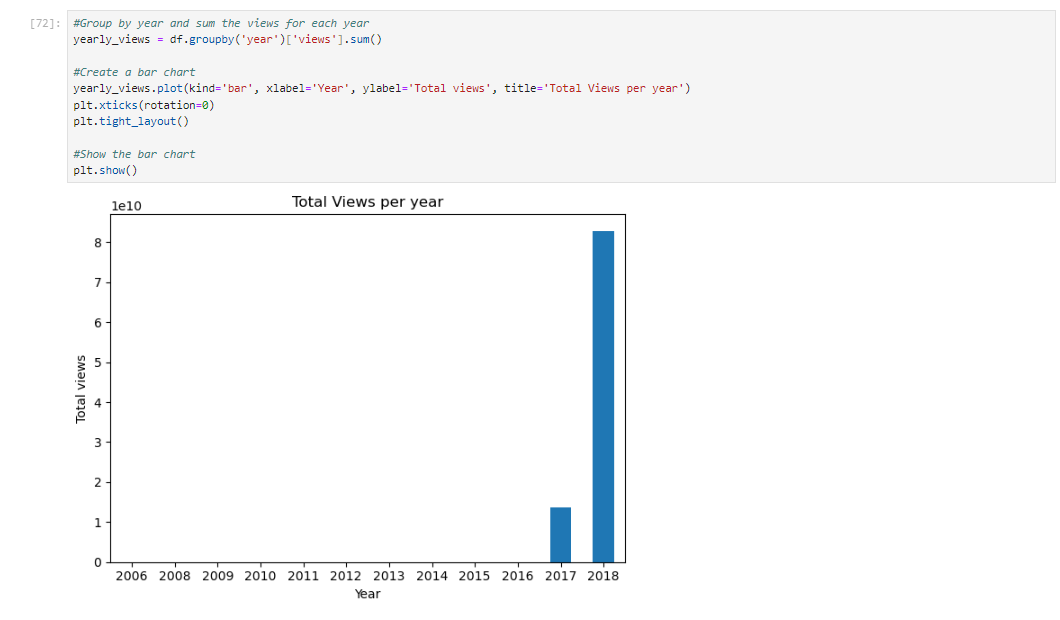 [72]: #Group by year and sum the views for each year
yearly_views = df.groupby('year')['views'].sum()
#Create a bar chart
yearly_views.plot(kind='bar', xlabel='Year', ylabel='Total views', title='Total Views per year')
plt.xticks(rotation=0)
plt.tight_layout()
#Show the bar chart
plt.show()
Total Views per year
1e10
8
7
6
5
4
3
2
1
0
Total views
2006 2008 2009 2010 2011 2012 2013 2014 2015 2016 2017 2018
Year